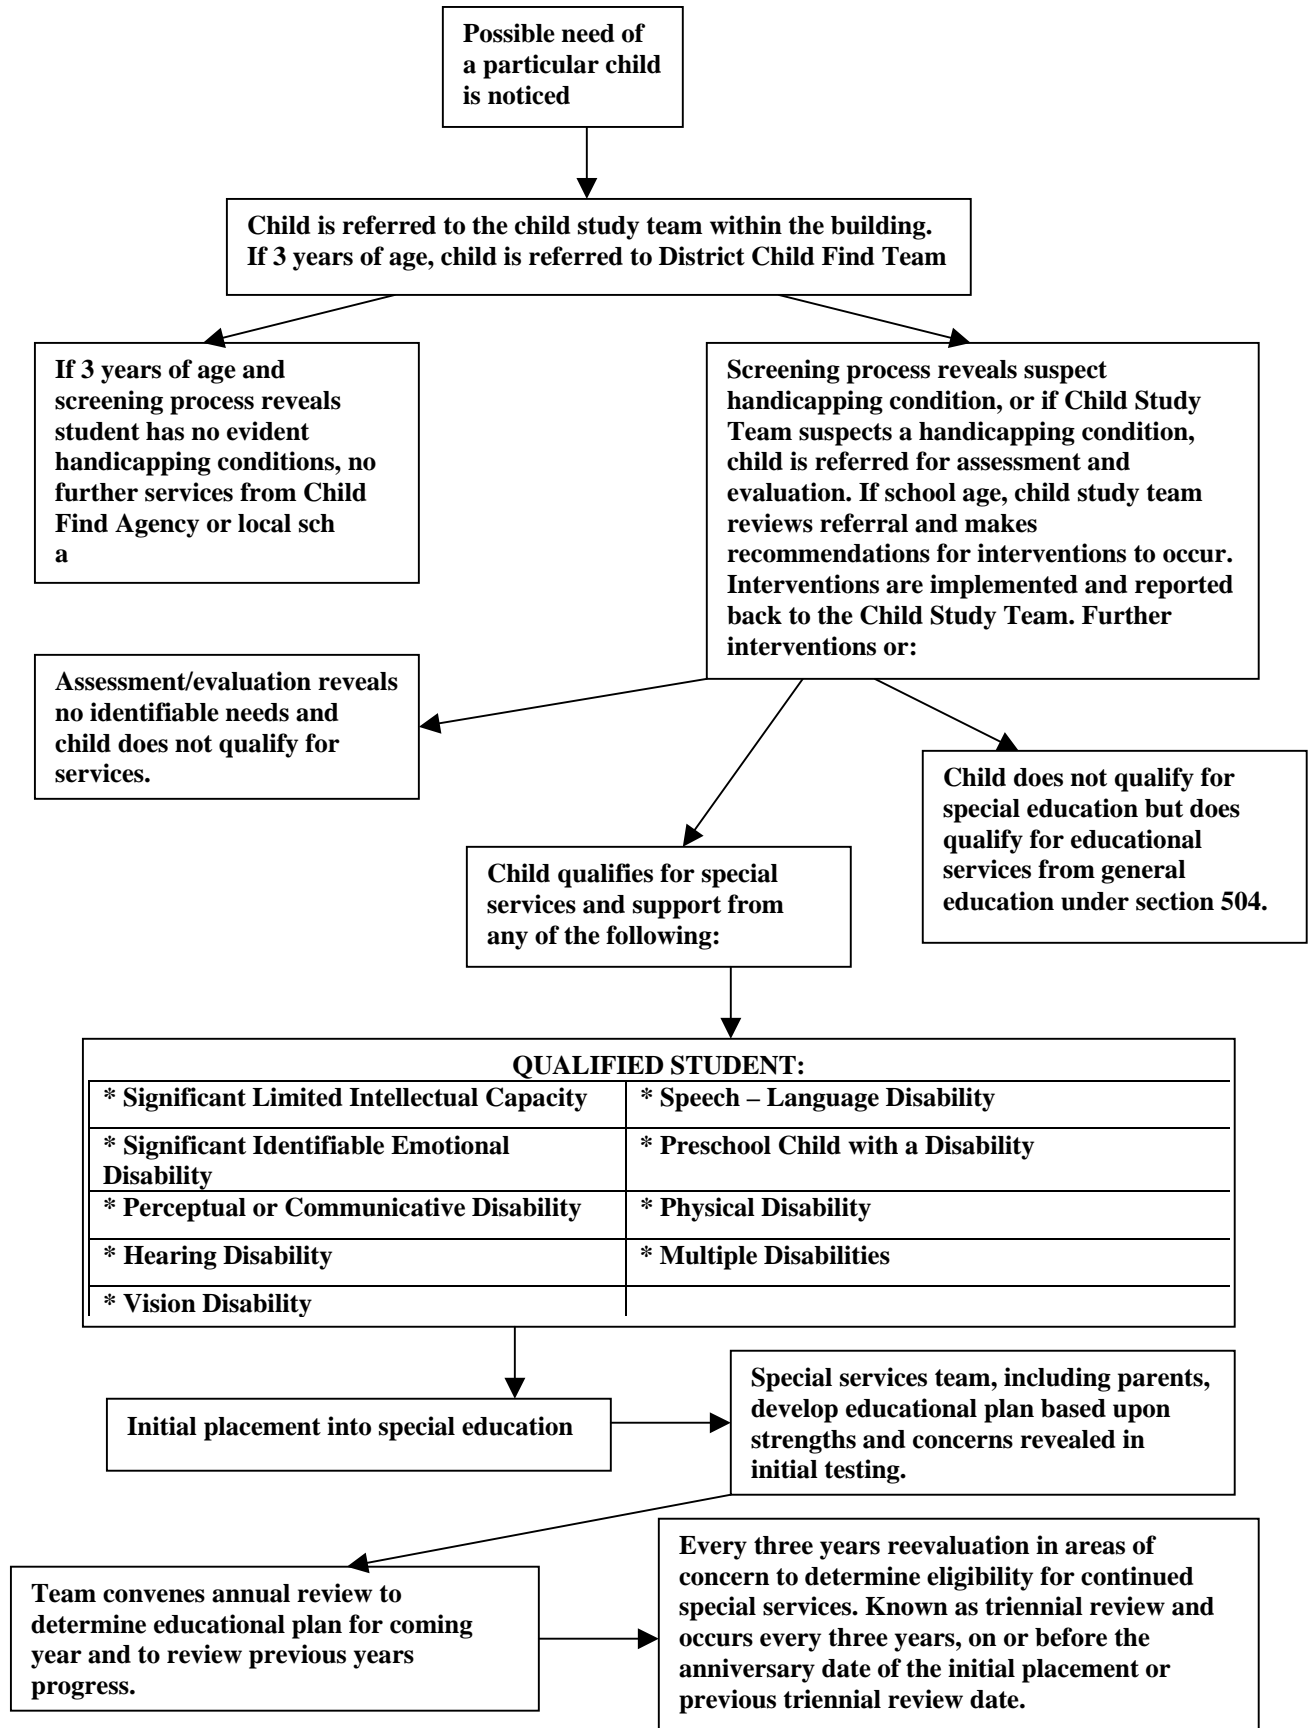 Possible need of
a particular child
is noticed
Child is referred to the child study team within the building.
If 3 years of age, child is referred to District Child Find Team
If 3 years of age and
screening process reveals
student has no evident
handicapping conditions, no
further services from Child
Find Agency or local sch
a
Screening process reveals suspect
handicapping condition, or if Child Study
Team suspects a handicapping condition,
child is referred for assessment and
evaluation. If school age, child study team
reviews referral and makes
recommendations for interventions to occur.
Interventions are implemented and reported
back to the Child Study Team. Further
interventions or:
Assessment/evaluation reveals
no identifiable needs and
child does not qualify for
services.
Child does not qualify for
special education but does
qualify for educational
services from general
education under section 504.
Child qualifies for special
services and support from
any of the following:
QUALIFIED STUDENT:
* Significant Limited Intellectual Capacity
* Speech – Language Disability
* Significant Identifiable Emotional
Disability
* Preschool Child with a Disability
* Perceptual or Communicative Disability
* Physical Disability
* Hearing Disability
* Multiple Disabilities
* Vision Disability
Initial placement into special education
Special services team, including parents,
develop educational plan based upon
strengths and concerns revealed in
initial testing.
Team convenes annual review to
determine educational plan for coming
year and to review previous years
progress.
Every three years reevaluation in areas of
concern to determine eligibility for continued
special services. Known as triennial review and
occurs every three years, on or before the
anniversary date of the initial placement or
previous triennial review date.